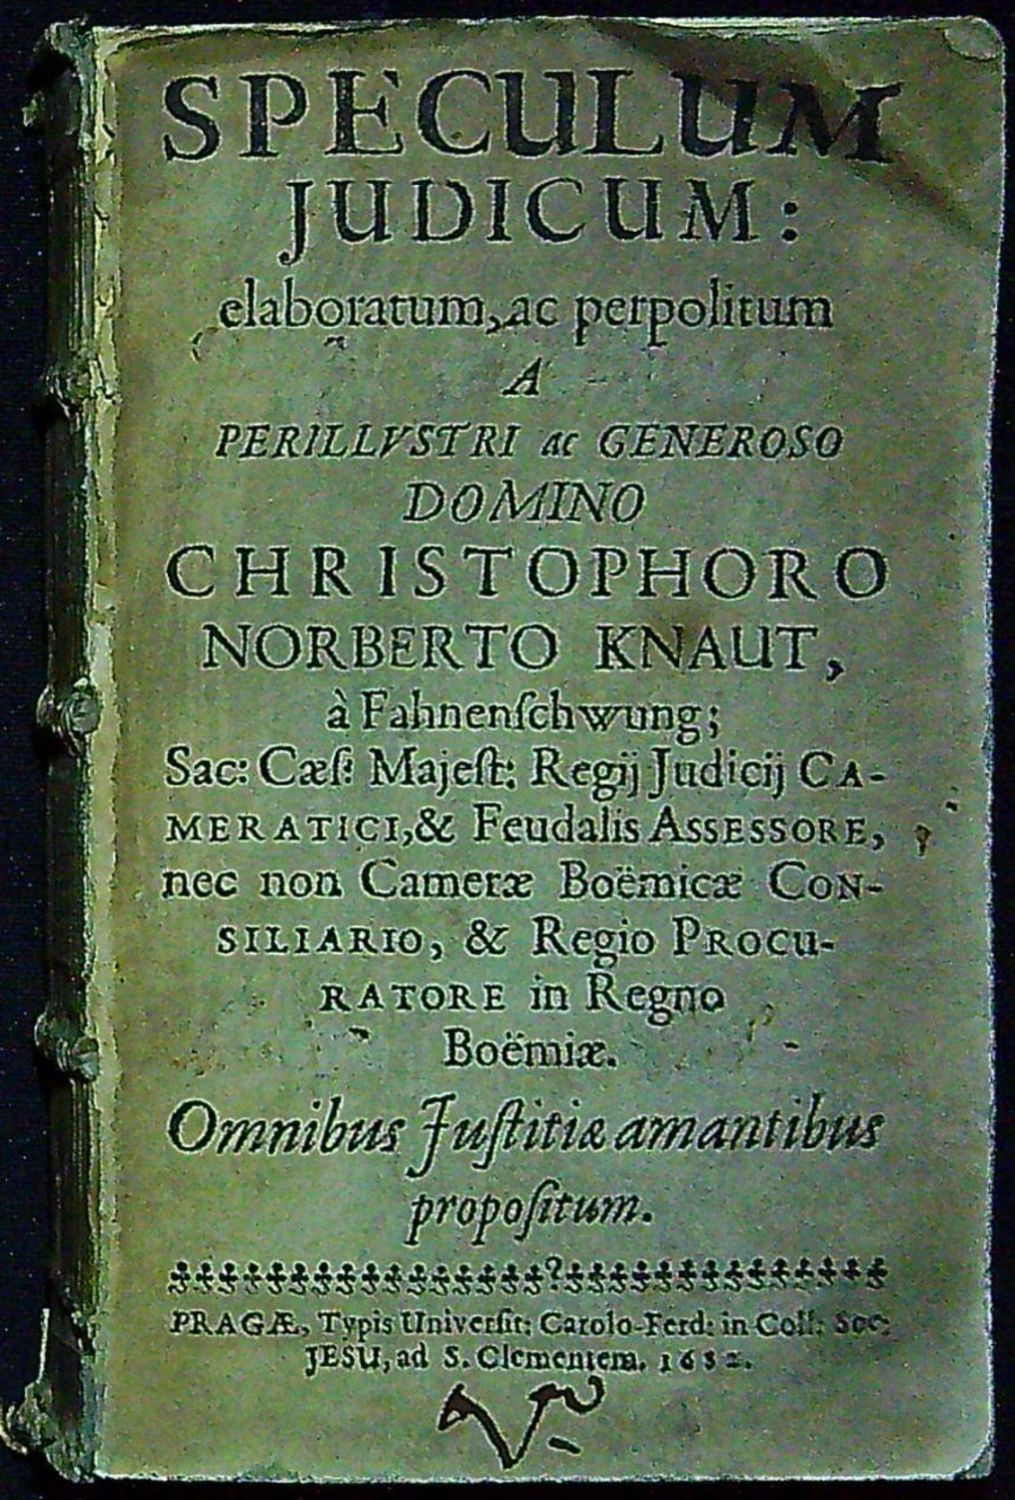 SPECULUM
JUDICUM:
elaboratum, ac perpolitum
A
PERILLVSTRI ac GENEROSO
DOMINO
CHRISTOPHORO
NORBERTO KNAUT,
à Fahnenſchwung;
Sac: Cæſ: Majeſt: Regij Judicij CA-
MERATICI, & Feudalis ASSESSORE,
nec non Cameræ Boëmicæ CON-
SILIARIO, & Regio PROCU-
RATORE in Regno
Boëmiæ.
Omnibus Juſtitiæ amantibus
propoſitum.
PRAGÆ, Typis Univerſit: Carolo-Ferd: in Coll: Soc:
JESU, ad S. Clementem. 1682.